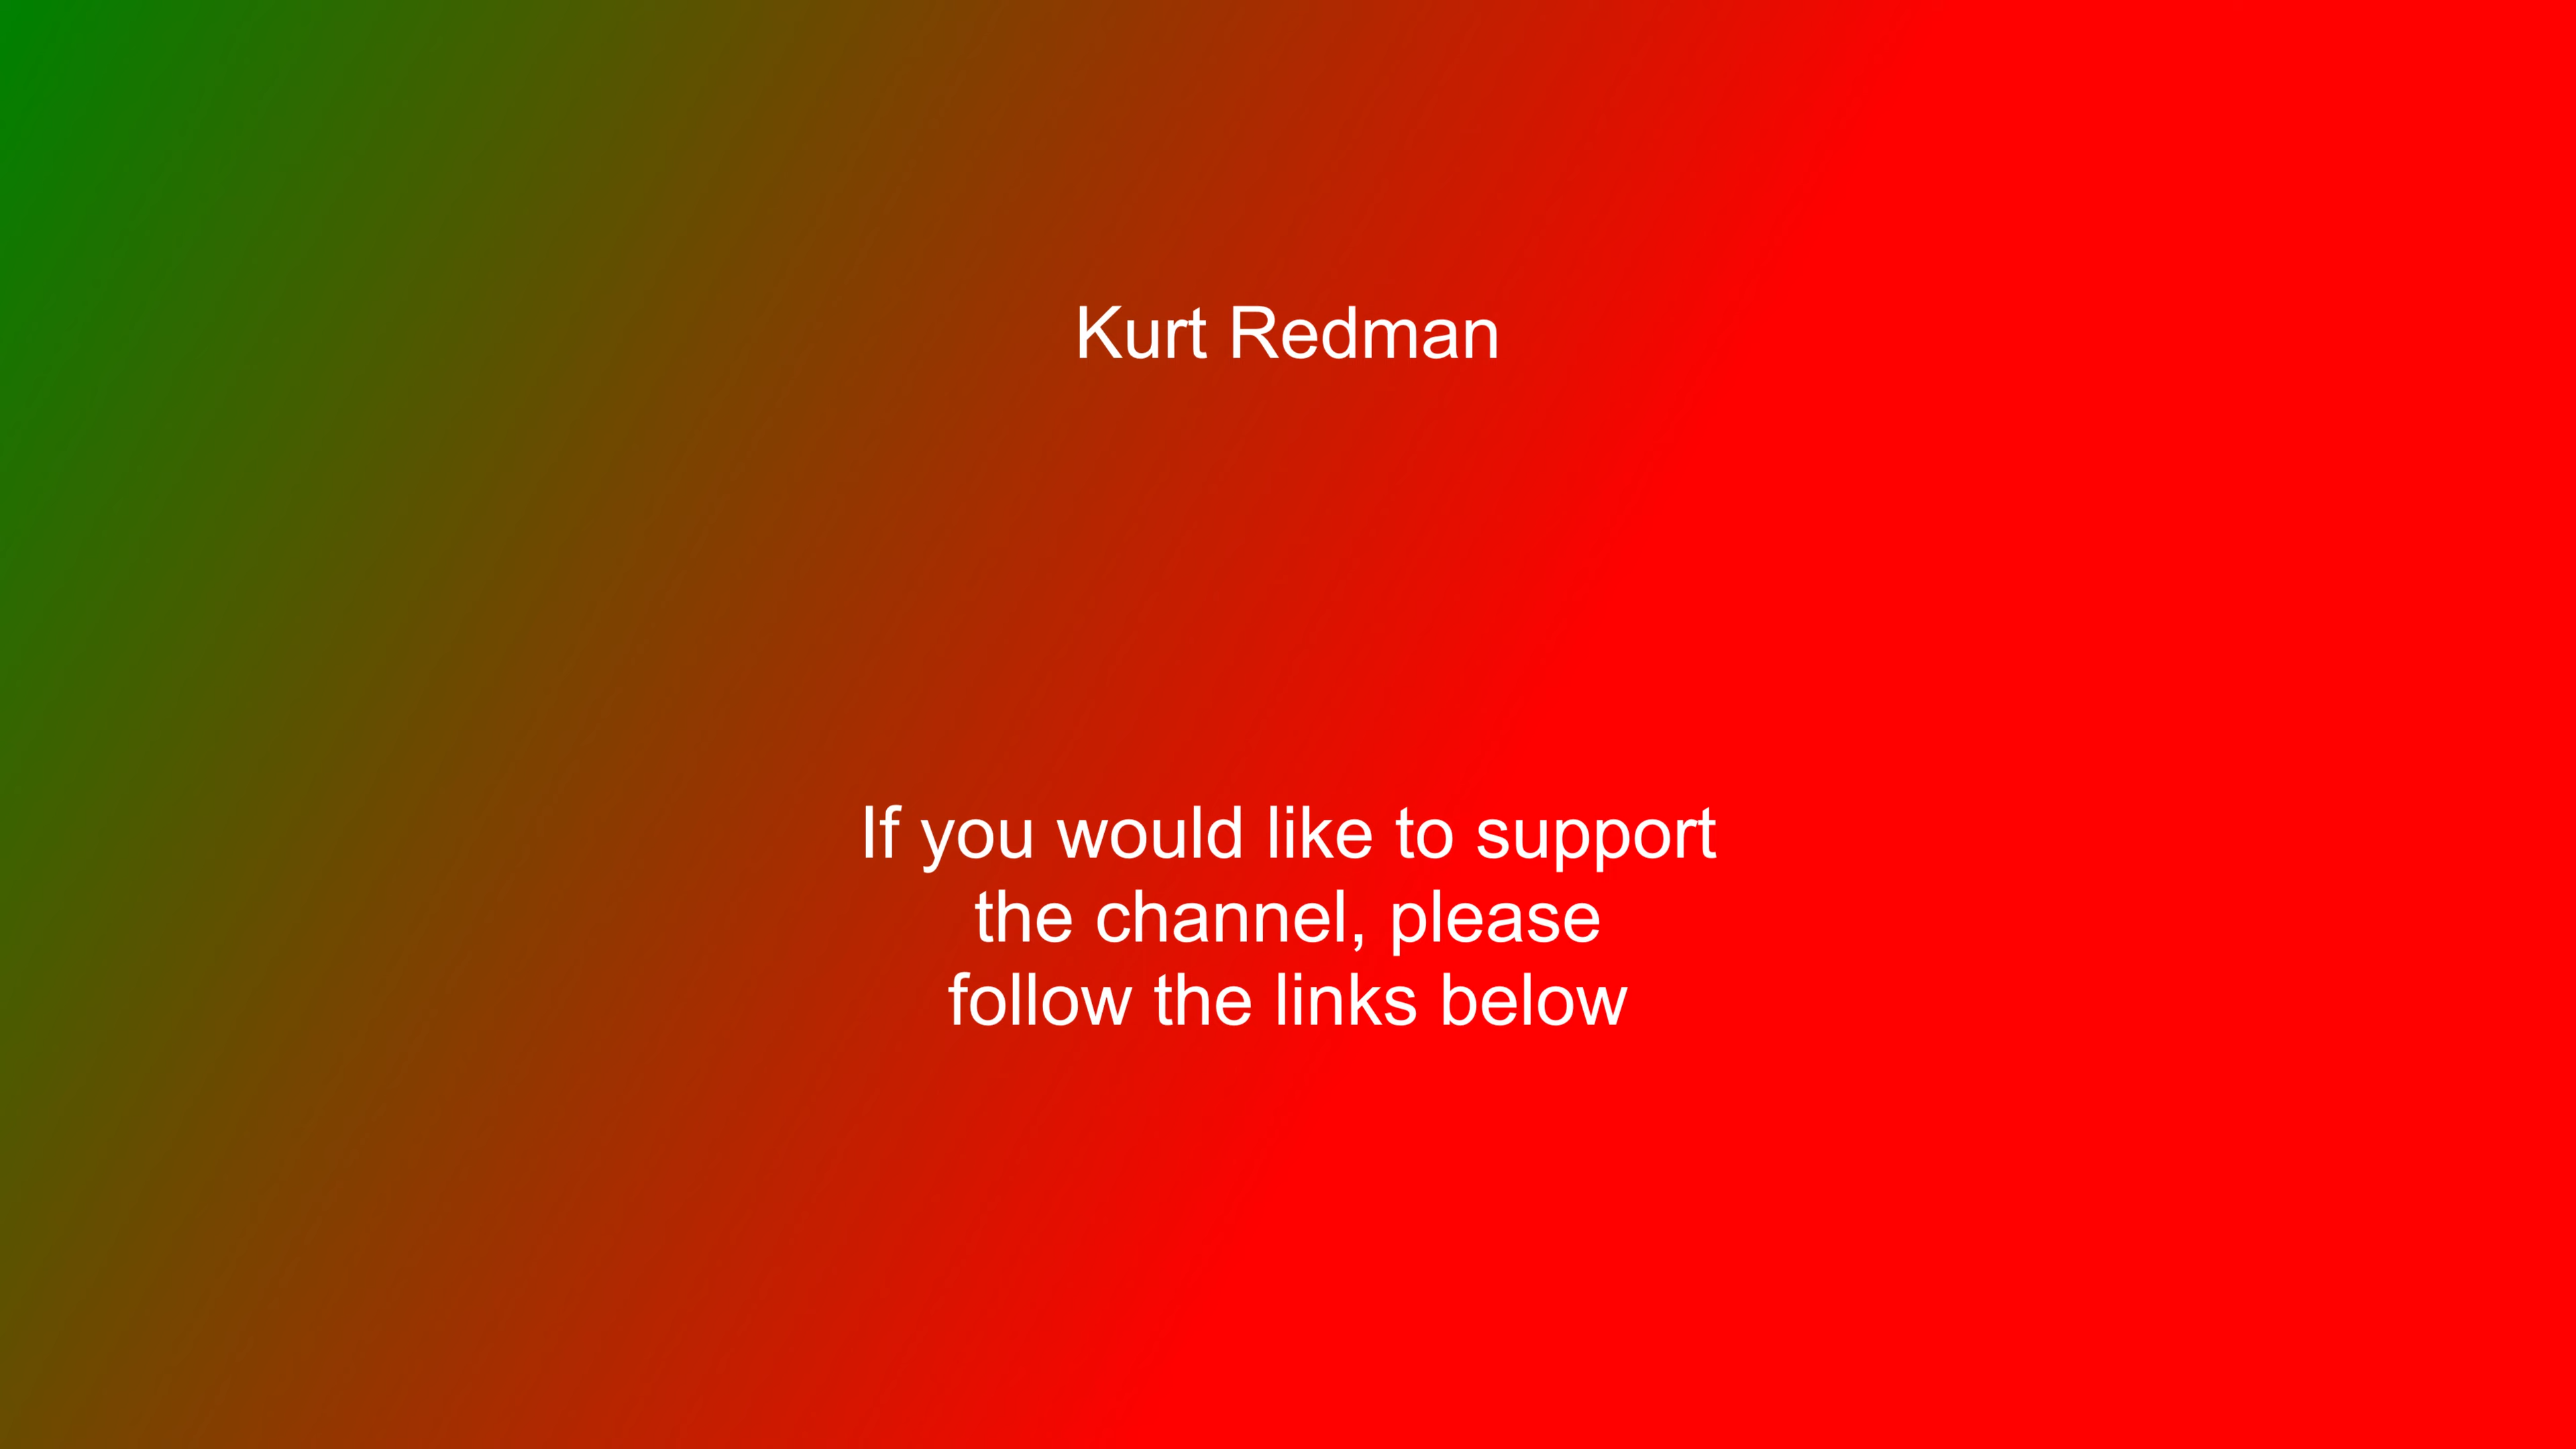 Kurt Redman
If you would like to support
the channel, please
follow the links below